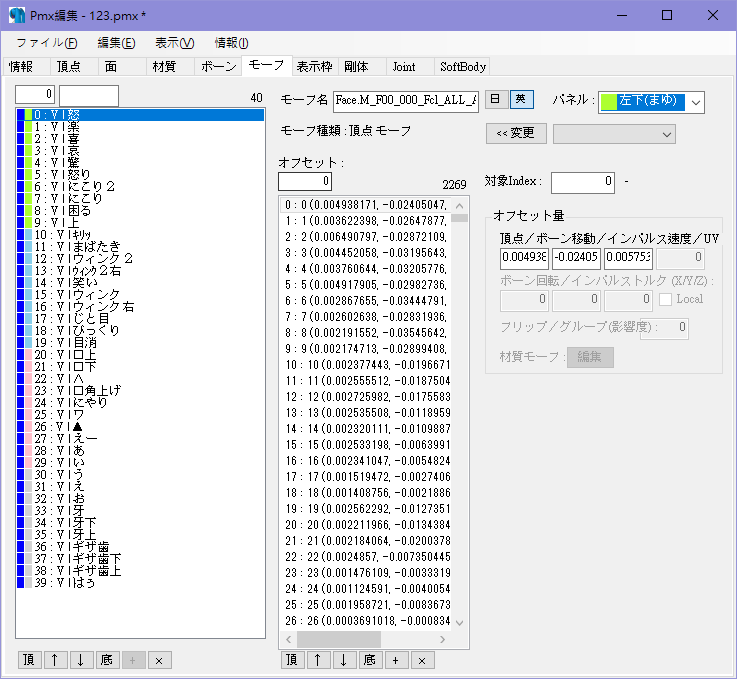 Pmx編集 - 123.pmx *
ファイル(F) 編集(E) 表示(V) 情報(I)
情報 頂点 面 材質 ボーン モーフ 表示枠 剛体 Joint SoftBody
0 40
0 : V | 怒
1 : V | 楽
2 : V | 喜
3 : V | 哀
4 : V | 驚
5 : V | 怒り
6 : V | にこり２
7 : V | にこり
8 : V | 困る
9 : V | 上
10 : V | ｷﾘｯ
11 : V | まばたき
12 : V | ウィンク２
13 : V | ｳｨﾝｸ２右
14 : V | 笑い
15 : V | ウィンク
16 : V | ウィンク右
17 : V | じと目
18 : V | びっくり
19 : V | 目消
20 : V | 口上
21 : V | 口下
22 : V | ∧
23 : V | 口角上げ
24 : V | にやり
25 : V | ワ
26 : V | ▲
27 : V | えー
28 : V | あ
29 : V | い
30 : V | う
31 : V | え
32 : V | お
33 : V | 牙
34 : V | 牙下
35 : V | 牙上
36 : V | ギザ歯
37 : V | ギザ歯下
38 : V | ギザ歯上
39 : V | はぅ
頂 ↑ ↓ 底 + ×
モーフ名 Face.M_F00_000_Fcl_ALL_A 日 英 パネル : 左下(まゆ)
モーフ種類 : 頂点 モーフ << 変更
オフセット :
0 2269
0 : 0 (0.004938171, -0.02405047,
1 : 1 (0.003622398, -0.02647877,
2 : 2 (0.006490797, -0.02872109,
3 : 3 (0.004452058, -0.03195643,
4 : 4 (0.003760644, -0.03205776,
5 : 5 (0.004917905, -0.02982736,
6 : 6 (0.002867655, -0.03444791,
7 : 7 (0.002602638, -0.02831936,
8 : 8 (0.002191552, -0.03545642,
9 : 9 (0.002174713, -0.02899408,
10 : 10 (0.002377443, -0.0196671
11 : 11 (0.002555512, -0.0187504
12 : 12 (0.002725982, -0.0175583
13 : 13 (0.002535508, -0.0118959
14 : 14 (0.002320111, -0.0109887
15 : 15 (0.002533198, -0.0063991
16 : 16 (0.002341047, -0.0054824
17 : 17 (0.001519472, -0.0027406
18 : 18 (0.001408756, -0.0021886
19 : 19 (0.002562292, -0.0127351
20 : 20 (0.002211966, -0.0134384
21 : 21 (0.002184064, -0.0200378
22 : 22 (0.0024857, -0.007350445
23 : 23 (0.001476109, -0.0033319
24 : 24 (0.001124591, -0.0040054
25 : 25 (0.001958721, -0.0083673
26 : 26 (0.0003691018, -0.000834
頂 ↑ ↓ 底 + ×
対象Index : 0 -
オフセット量
頂点／ボーン移動／インパルス速度／UV
0.004938 -0.02405 0.005753 0
ボーン回転／インパルストルク (X/Y/Z) :
0 0 0 Local
フリップ／グループ(影響度) : 0
材質モーフ : 編集